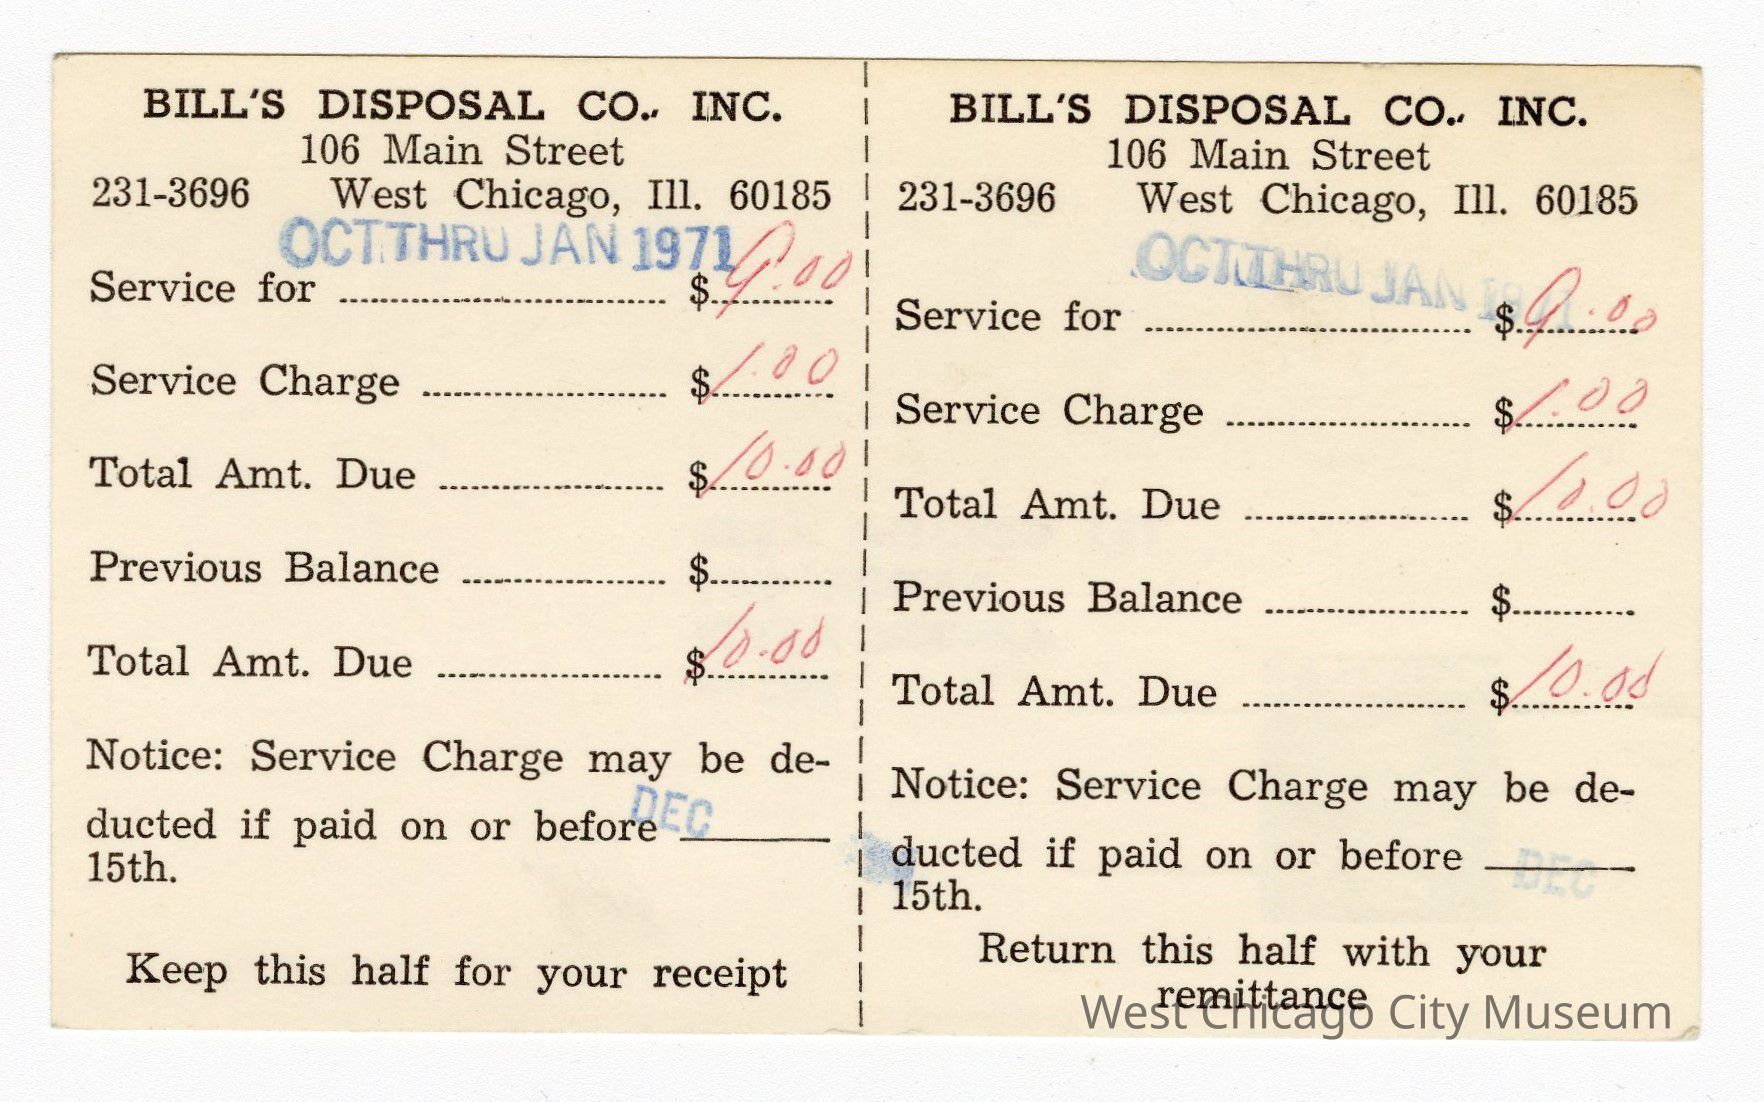 BILL'S DISPOSAL CO., INC.
106 Main Street
231-3696 West Chicago, Ill. 60185
OCT. THRU JAN 1971
Service for $ 9.00
Service Charge $ 1.00
Total Amt. Due $ 10.00
Previous Balance $
Total Amt. Due $ 10.00
Notice: Service Charge may be de-
ducted if paid on or before DEC
15th.
Keep this half for your receipt
BILL'S DISPOSAL CO., INC.
106 Main Street
231-3696 West Chicago, Ill. 60185
OCT. THRU JAN 1971
Service for $ 9.00
Service Charge $ 1.00
Total Amt. Due $ 10.00
Previous Balance $
Total Amt. Due $ 10.00
Notice: Service Charge may be de-
ducted if paid on or before DEC
15th.
Return this half with your
remittance
West Chicago City Museum